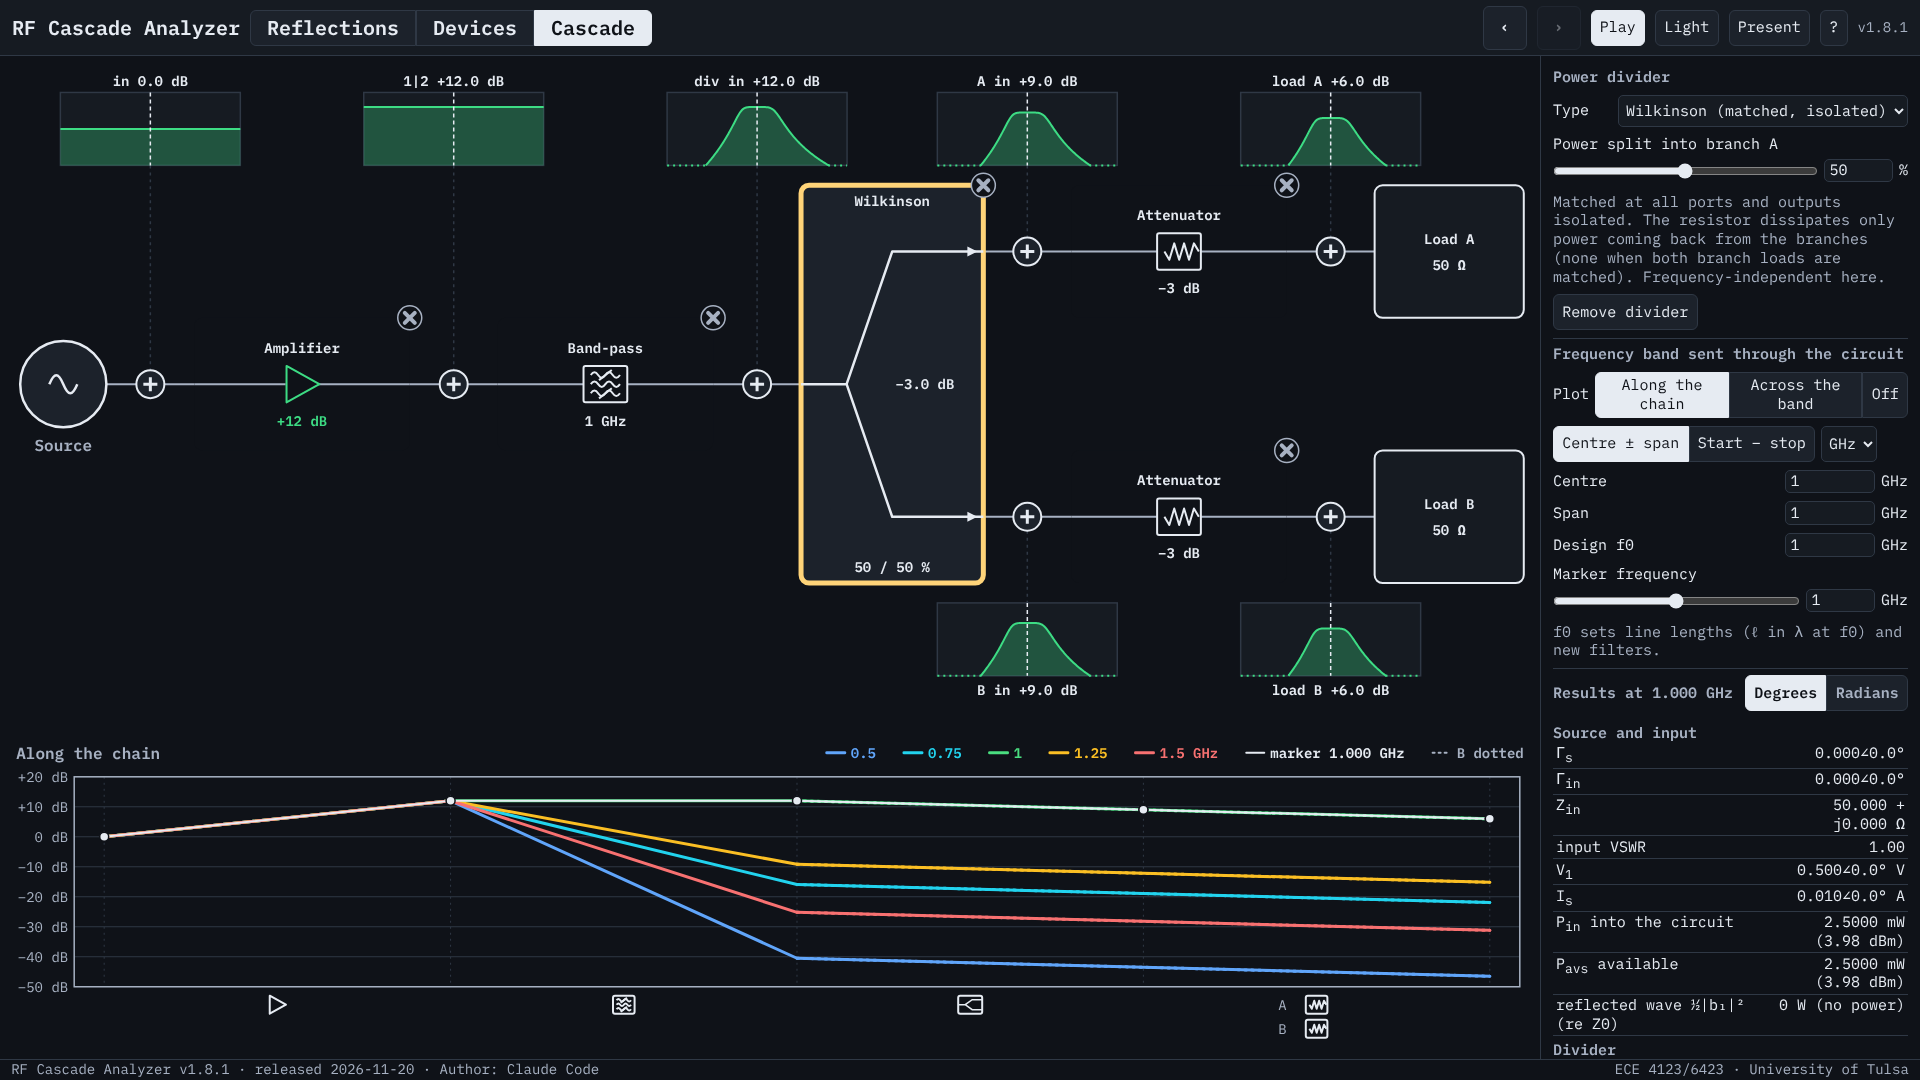 RF Cascade Analyzer
Reflections
Devices
Cascade
‹
›
Play
Light
Present
?
v1.8.1
in 0.0 dB
1|2 +12.0 dB
div in +12.0 dB
A in +9.0 dB
load A +6.0 dB
Wilkinson
Attenuator
−3 dB
Load A
50 Ω
Amplifier
+12 dB
Band-pass
1 GHz
−3.0 dB
Source
Attenuator
−3 dB
Load B
50 Ω
50 / 50 %
B in +9.0 dB
load B +6.0 dB
Along the chain
0.5
0.75
1
1.25
1.5 GHz
marker 1.000 GHz
B dotted
+20 dB
+10 dB
0 dB
−10 dB
−20 dB
−30 dB
−40 dB
−50 dB
A
B
Power divider
Type
Wilkinson (matched, isolated)
Power split into branch A
50 %
Matched at all ports and outputs
isolated. The resistor dissipates only
power coming back from the branches
(none when both branch loads are
matched). Frequency-independent here.
Remove divider
Frequency band sent through the circuit
Plot
Along the chain
Across the band
Off
Centre ± span
Start − stop
GHz
Centre 1 GHz
Span 1 GHz
Design f0 1 GHz
Marker frequency
1 GHz
f0 sets line lengths (ℓ in λ at f0) and
new filters.
Results at 1.000 GHz
Degrees
Radians
Source and input
Γs 0.000∠0.0°
Γin 0.000∠0.0°
Zin 50.000 +
j0.000 Ω
input VSWR 1.00
V1 0.500∠0.0° V
Is 0.010∠0.0° A
Pin into the circuit 2.5000 mW
(3.98 dBm)
Pavs available 2.5000 mW
(3.98 dBm)
reflected wave ½|b₁|² 0 W (no power)
(re Z0)
Divider
RF Cascade Analyzer v1.8.1 · released 2026-11-20 · Author: Claude Code
ECE 4123/6423 · University of Tulsa